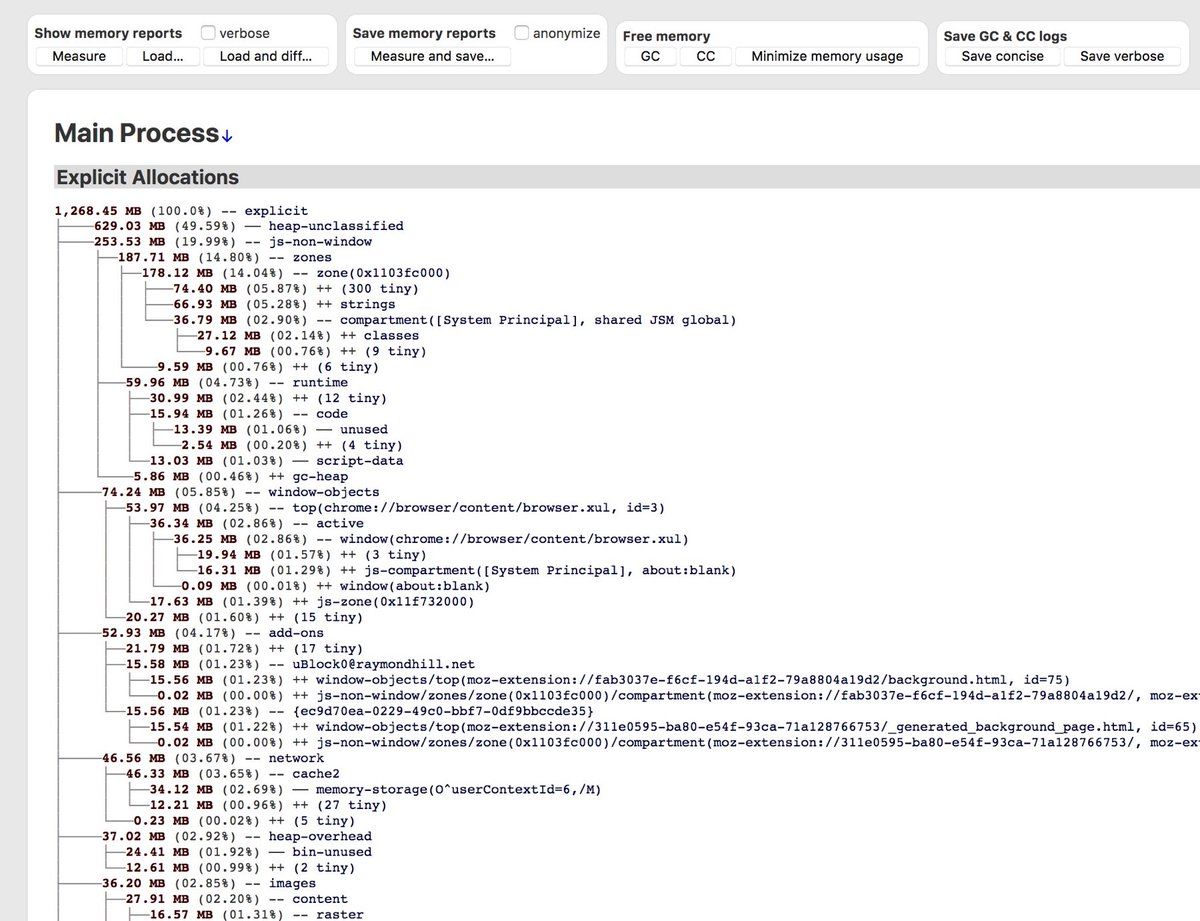 Show memory reports verbose
Measure Load... Load and diff...
Save memory reports anonymize
Measure and save...
Free memory
GC CC Minimize memory usage
Save GC & CC logs
Save concise Save verbose
Main Process↓
Explicit Allocations
1,268.45 MB (100.0%) -- explicit
├──629.03 MB (49.59%) ── heap-unclassified
├──253.53 MB (19.99%) -- js-non-window
│ ├──187.71 MB (14.80%) -- zones
│ │ ├──178.12 MB (14.04%) -- zone(0x1103fc000)
│ │ │ ├──74.40 MB (05.87%) ++ (300 tiny)
│ │ │ ├──66.93 MB (05.28%) ++ strings
│ │ │ └──36.79 MB (02.90%) -- compartment([System Principal], shared JSM global)
│ │ │ ├──27.12 MB (02.14%) ++ classes
│ │ │ └──9.67 MB (00.76%) ++ (9 tiny)
│ │ └──9.59 MB (00.76%) ++ (6 tiny)
│ ├──59.96 MB (04.73%) -- runtime
│ │ ├──30.99 MB (02.44%) ++ (12 tiny)
│ │ ├──15.94 MB (01.26%) -- code
│ │ │ ├──13.39 MB (01.06%) ── unused
│ │ │ └──2.54 MB (00.20%) ++ (4 tiny)
│ │ └──13.03 MB (01.03%) ── script-data
│ └──5.86 MB (00.46%) ++ gc-heap
├──74.24 MB (05.85%) -- window-objects
│ ├──53.97 MB (04.25%) -- top(chrome://browser/content/browser.xul, id=3)
│ │ ├──36.34 MB (02.86%) -- active
│ │ │ ├──36.25 MB (02.86%) -- window(chrome://browser/content/browser.xul)
│ │ │ │ ├──19.94 MB (01.57%) ++ (3 tiny)
│ │ │ │ └──16.31 MB (01.29%) ++ js-compartment([System Principal], about:blank)
│ │ │ └──0.09 MB (00.01%) ++ window(about:blank)
│ │ └──17.63 MB (01.39%) ++ js-zone(0x11f732000)
│ └──20.27 MB (01.60%) ++ (15 tiny)
├──52.93 MB (04.17%) -- add-ons
│ ├──21.79 MB (01.72%) ++ (17 tiny)
│ ├──15.58 MB (01.23%) -- uBlock0@raymondhill.net
│ │ ├──15.56 MB (01.23%) ++ window-objects/top(moz-extension://fab3037e-f6cf-194d-a1f2-79a8804a19d2/background.html, id=75)
│ │ └──0.02 MB (00.00%) ++ js-non-window/zones/zone(0x1103fc000)/compartment(moz-extension://fab3037e-f6cf-194d-a1f2-79a8804a19d2/, moz-ex
│ └──15.56 MB (01.23%) -- {ec9d70ea-0229-49c0-bbf7-0df9bbccde35}
│ ├──15.54 MB (01.22%) ++ window-objects/top(moz-extension://311e0595-ba80-e54f-93ca-71a128766753/_generated_background_page.html, id=65)
│ └──0.02 MB (00.00%) ++ js-non-window/zones/zone(0x1103fc000)/compartment(moz-extension://311e0595-ba80-e54f-93ca-71a128766753/, moz-ex
├──46.56 MB (03.67%) -- network
│ ├──46.33 MB (03.65%) -- cache2
│ │ ├──34.12 MB (02.69%) ── memory-storage(O^userContextId=6,/M)
│ │ └──12.21 MB (00.96%) ++ (27 tiny)
│ └──0.23 MB (00.02%) ++ (5 tiny)
├──37.02 MB (02.92%) -- heap-overhead
│ ├──24.41 MB (01.92%) ── bin-unused
│ └──12.61 MB (00.99%) ++ (2 tiny)
├──36.20 MB (02.85%) -- images
│ ├──27.91 MB (02.20%) -- content
│ │ ├──16.57 MB (01.31%) -- raster